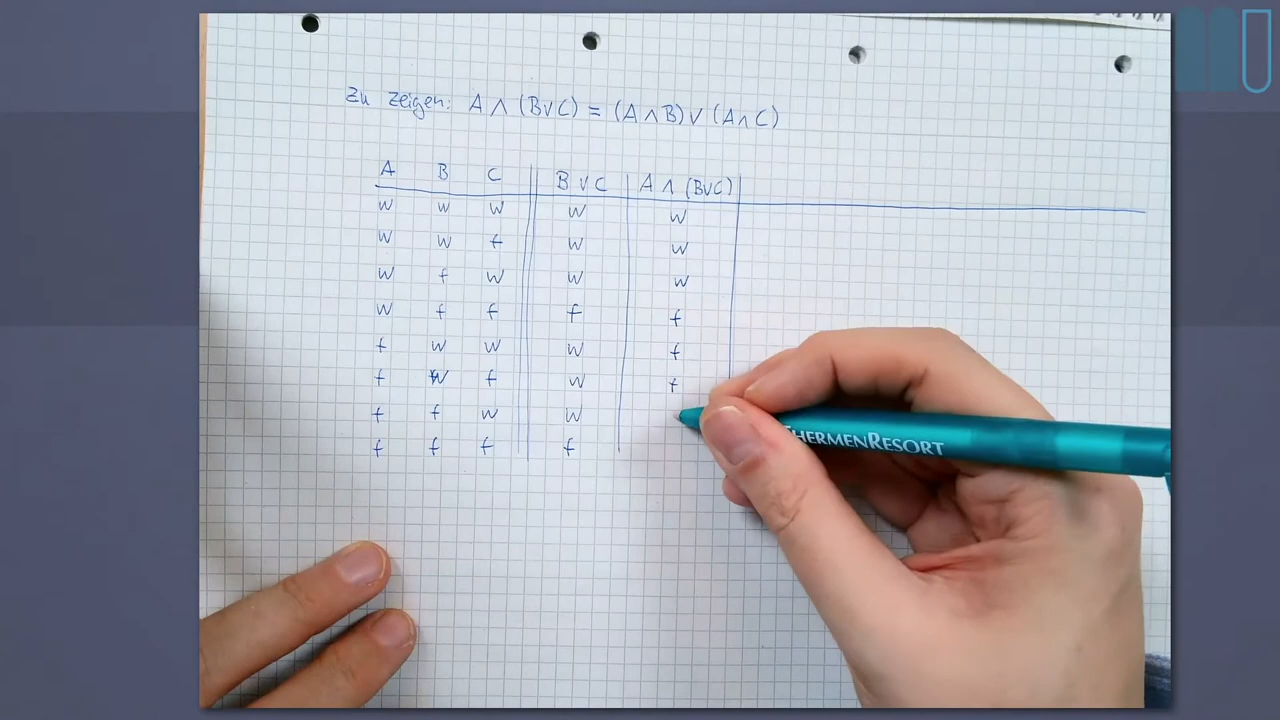 Zu zeigen: A ∧ (B∨C) = (A ∧ B) ∨ (A ∧ C)
A B C B ∨ C A ∧ (B∨C)
w w w w w
w w f w w
w f w w w
w f f f f
f w w w f
f w f w f
f f w w
f f f f
THERMENRESORT